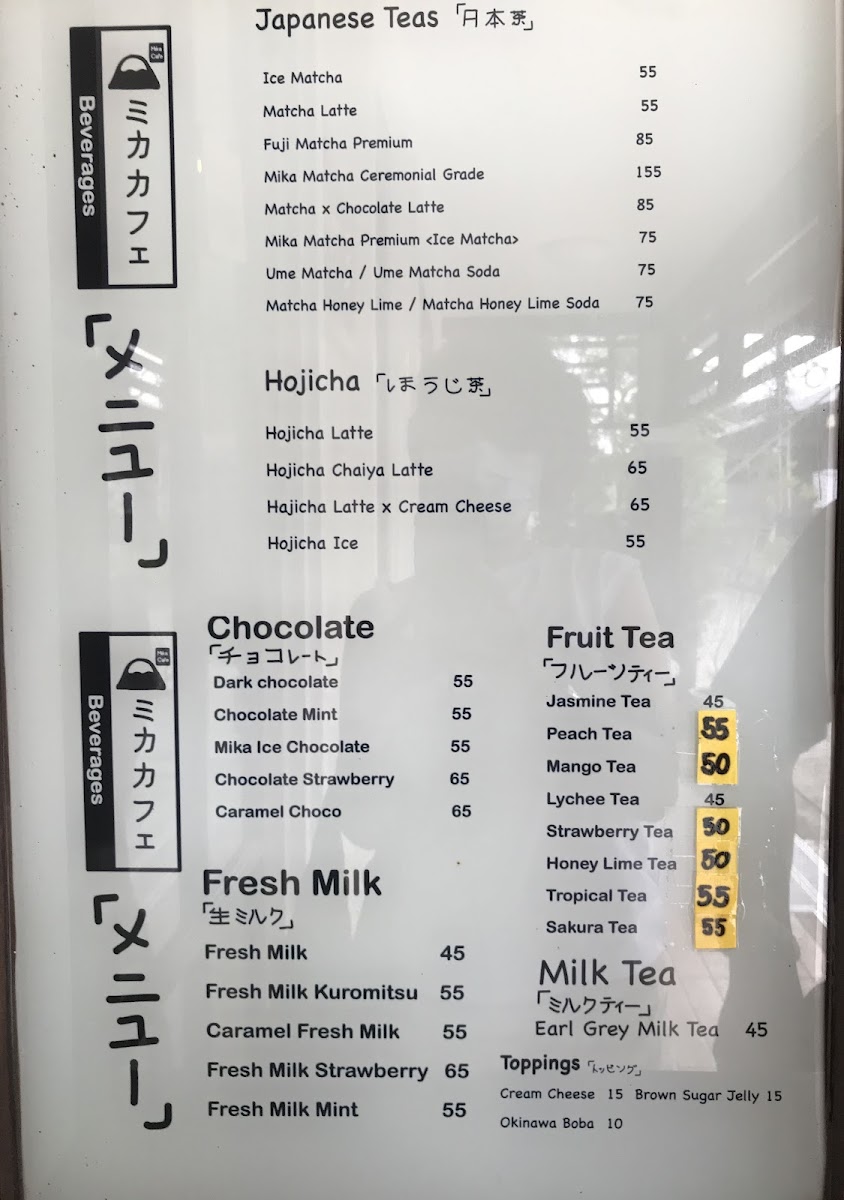 Japanese Teas 「日本茶」
Ice Matcha 55
Matcha Latte 55
Fuji Matcha Premium 85
Mika Matcha Ceremonial Grade 155
Matcha x Chocolate Latte 85
Mika Matcha Premium <Ice Matcha> 75
Ume Matcha / Ume Matcha Soda 75
Matcha Honey Lime / Matcha Honey Lime Soda 75
Mika Cafe
ミカカフェ
Beverages
「メニュー」
Hojicha 「ほうじ茶」
Hojicha Latte 55
Hojicha Chaiya Latte 65
Hajicha Latte x Cream Cheese 65
Hojicha Ice 55
Mika Cafe
ミカカフェ
Beverages
「メニュー」
Chocolate
「チョコレート」
Dark chocolate 55
Chocolate Mint 55
Mika Ice Chocolate 55
Chocolate Strawberry 65
Caramel Choco 65
Fresh Milk
「生ミルク」
Fresh Milk 45
Fresh Milk Kuromitsu 55
Caramel Fresh Milk 55
Fresh Milk Strawberry 65
Fresh Milk Mint 55
Fruit Tea
「フルーツティー」
Jasmine Tea 45
Peach Tea 55
Mango Tea 50
Lychee Tea 45
Strawberry Tea 50
Honey Lime Tea 50
Tropical Tea 55
Sakura Tea 55
Milk Tea
「ミルクティー」
Earl Grey Milk Tea 45
Toppings 「トッピング」
Cream Cheese 15 Brown Sugar Jelly 15
Okinawa Boba 10